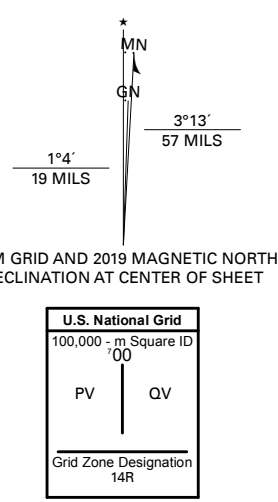 ★
MN
GN
3°13´
57 MILS
1°4´
19 MILS
M GRID AND 2019 MAGNETIC NORTH
ECLINATION AT CENTER OF SHEET
U.S. National Grid
100,000 - m Square ID
⁷00
PV QV
Grid Zone Designation
14R